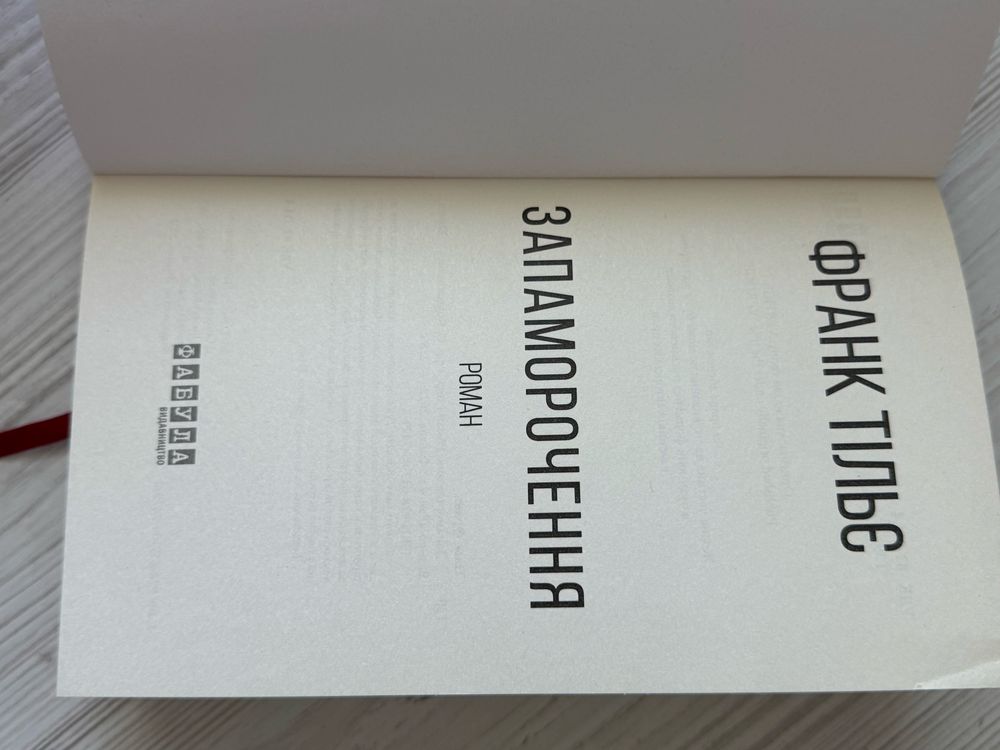 ФРАНК ТІЛЬЄ
ЗАПАМОРОЧЕННЯ
РОМАН
ФАБУЛА
ВИДАВНИЦТВО